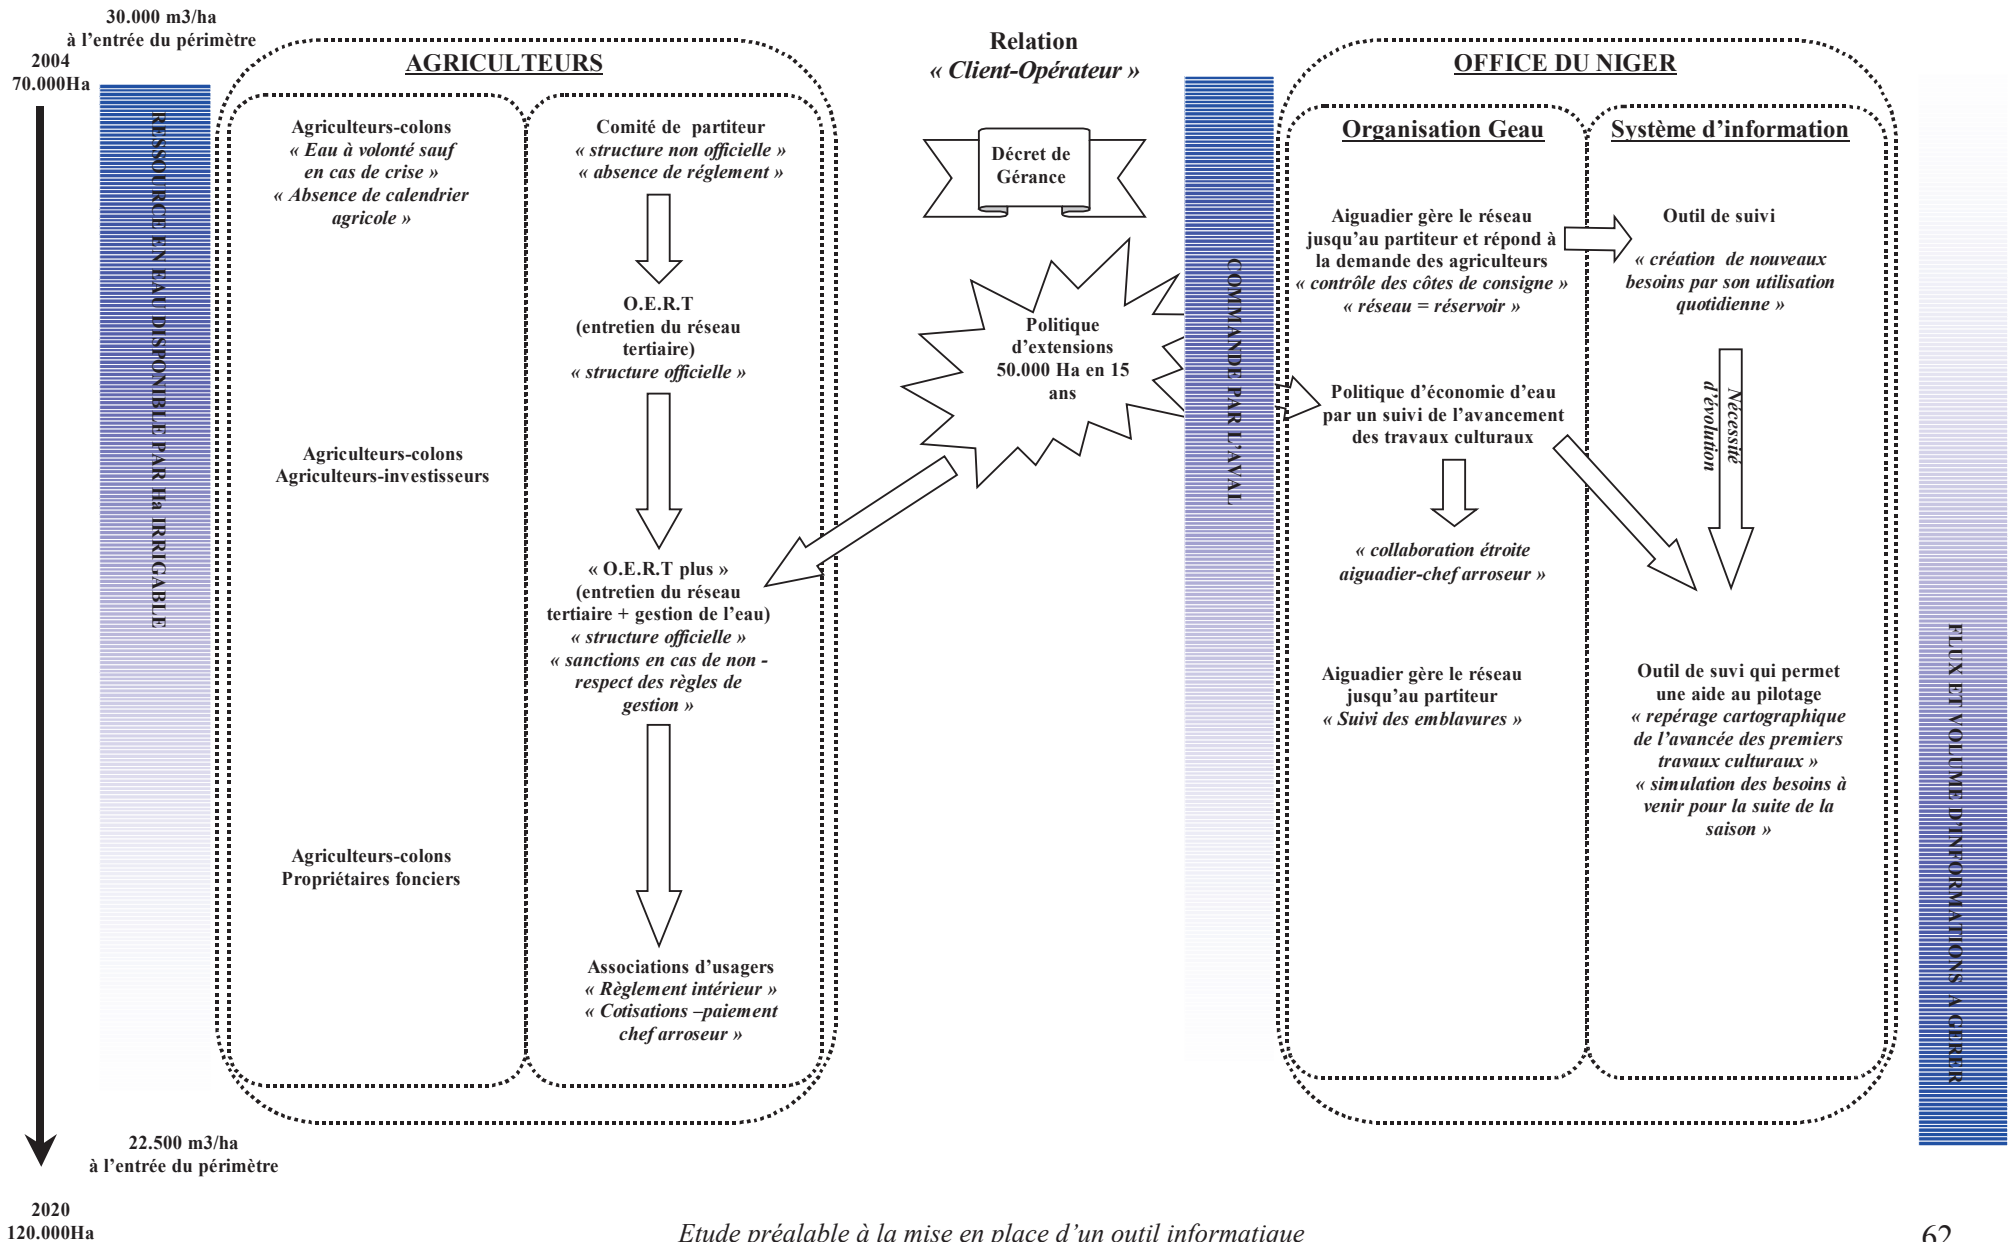 30.000 m3/ha
à l'entrée du périmètre
2004
70.000Ha
RESSOURCE EN EAU DISPONIBLE PAR Ha IRRIGABLE
22.500 m3/ha
à l'entrée du périmètre
2020
120.000Ha
AGRICULTEURS
Agriculteurs-colons
« Eau à volonté sauf
en cas de crise »
« Absence de calendrier
agricole »
Agriculteurs-colons
Agriculteurs-investisseurs
Agriculteurs-colons
Propriétaires fonciers
Comité de partiteur
« structure non officielle »
« absence de réglement »
O.E.R.T
(entretien du réseau
tertiaire)
« structure officielle »
« O.E.R.T plus »
(entretien du réseau
tertiaire + gestion de l'eau)
« structure officielle »
« sanctions en cas de non -
respect des règles de
gestion »
Associations d'usagers
« Règlement intérieur »
« Cotisations –paiement
chef arroseur »
Relation
« Client-Opérateur »
Décret de
Gérance
Politique
d'extensions
50.000 Ha en 15
ans
COMMANDE PAR L'AVAL
OFFICE DU NIGER
Organisation Geau
Aiguadier gère le réseau
jusqu'au partiteur et répond à
la demande des agriculteurs
« contrôle des côtes de consigne »
« réseau = réservoir »
Politique d'économie d'eau
par un suivi de l'avancement
des travaux culturaux
« collaboration étroite
aiguadier-chef arroseur »
Aiguadier gère le réseau
jusqu'au partiteur
« Suivi des emblavures »
Système d'information
Outil de suivi
« création de nouveaux
besoins par son utilisation
quotidienne »
Nécessité
d'évolution
Outil de suvi qui permet
une aide au pilotage
« repérage cartographique
de l'avancée des premiers
travaux culturaux »
« simulation des besoins à
venir pour la suite de la
saison »
FLUX ET VOLUME D'INFORMATIONS A GERER
Etude préalable à la mise en place d'un outil informatique
62